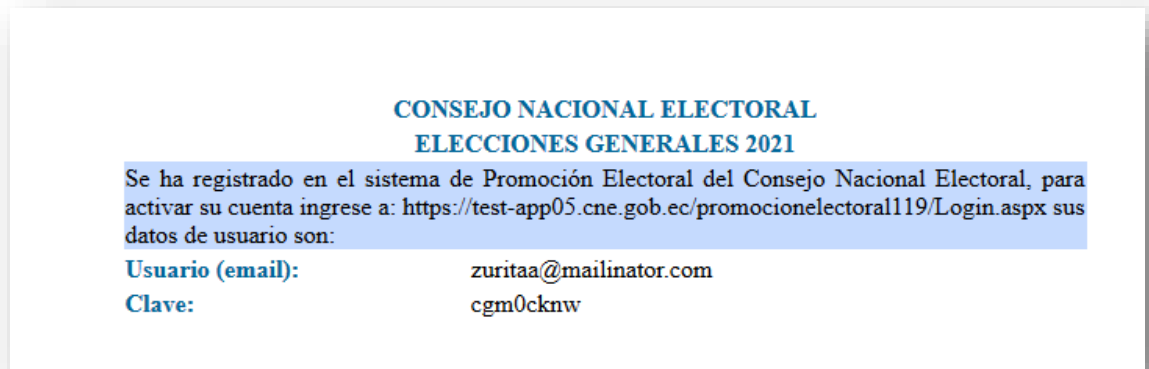 CONSEJO NACIONAL ELECTORAL
ELECCIONES GENERALES 2021
Se ha registrado en el sistema de Promoción Electoral del Consejo Nacional Electoral, para
activar su cuenta ingrese a: https://test-app05.cne.gob.ec/promocionelectoral119/Login.aspx sus
datos de usuario son:
Usuario (email): zuritaa@mailinator.com
Clave: cgm0cknw